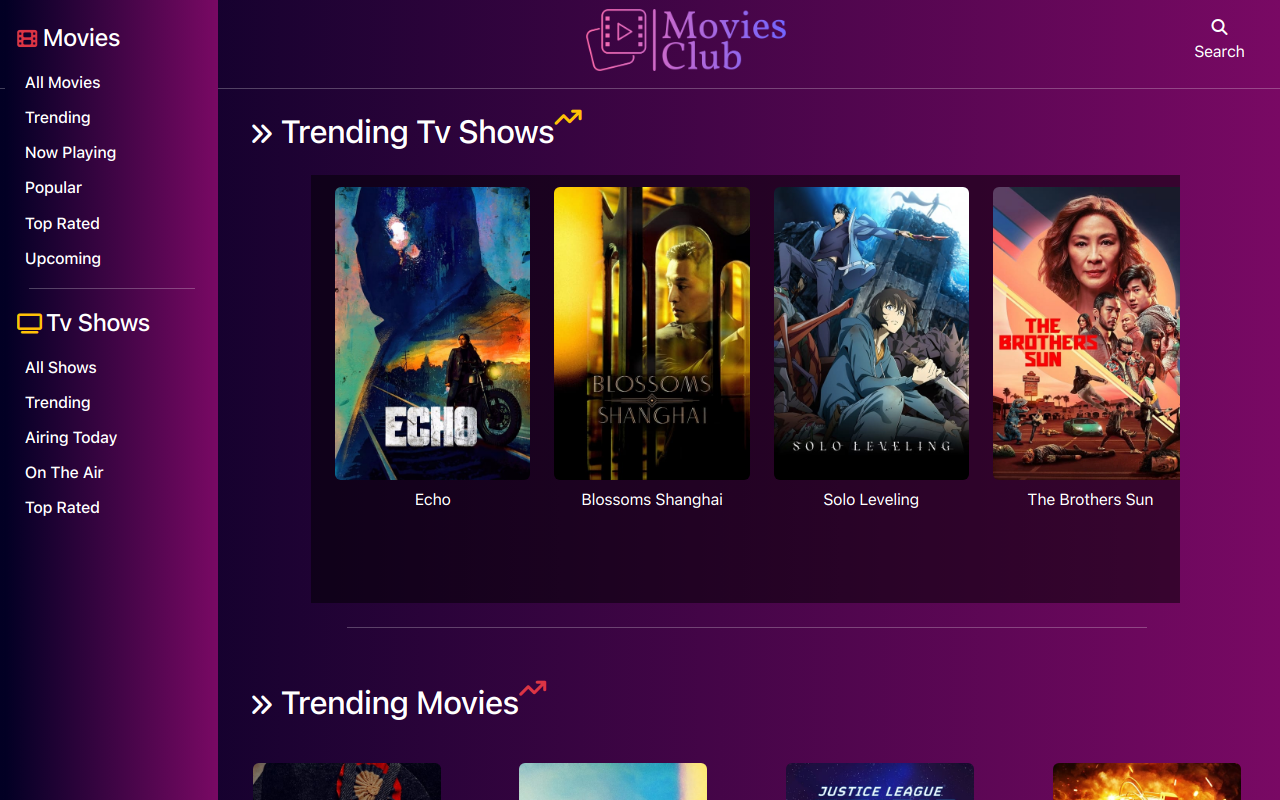 Movies
All Movies
Trending
Now Playing
Popular
Top Rated
Upcoming
Tv Shows
All Shows
Trending
Airing Today
On The Air
Top Rated
Movies
Club
Search
Trending Tv Shows
ECHO
BLOSSOMS
SHANGHAI
SOLO LEVELING
THE
BROTHERS
SUN
Echo
Blossoms Shanghai
Solo Leveling
The Brothers Sun
Trending Movies
JUSTICE LEAGUE